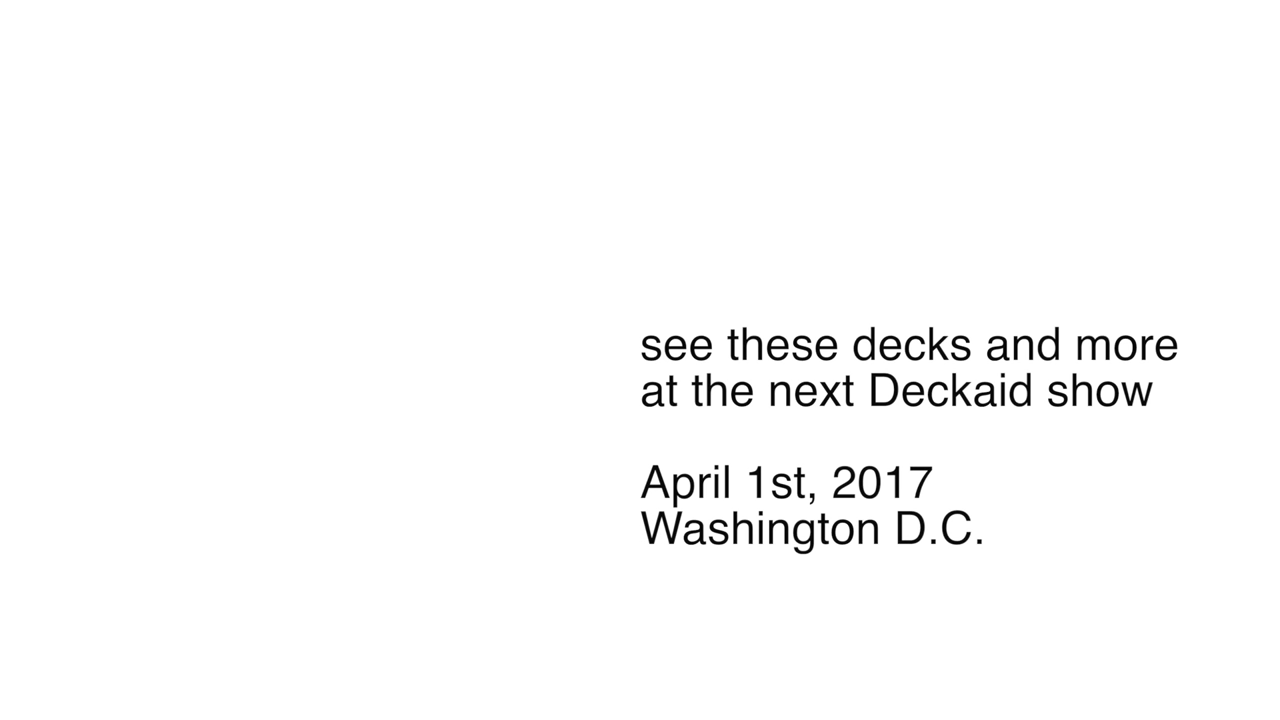 see these decks and more
at the next Deckaid show
April 1st, 2017
Washington D.C.